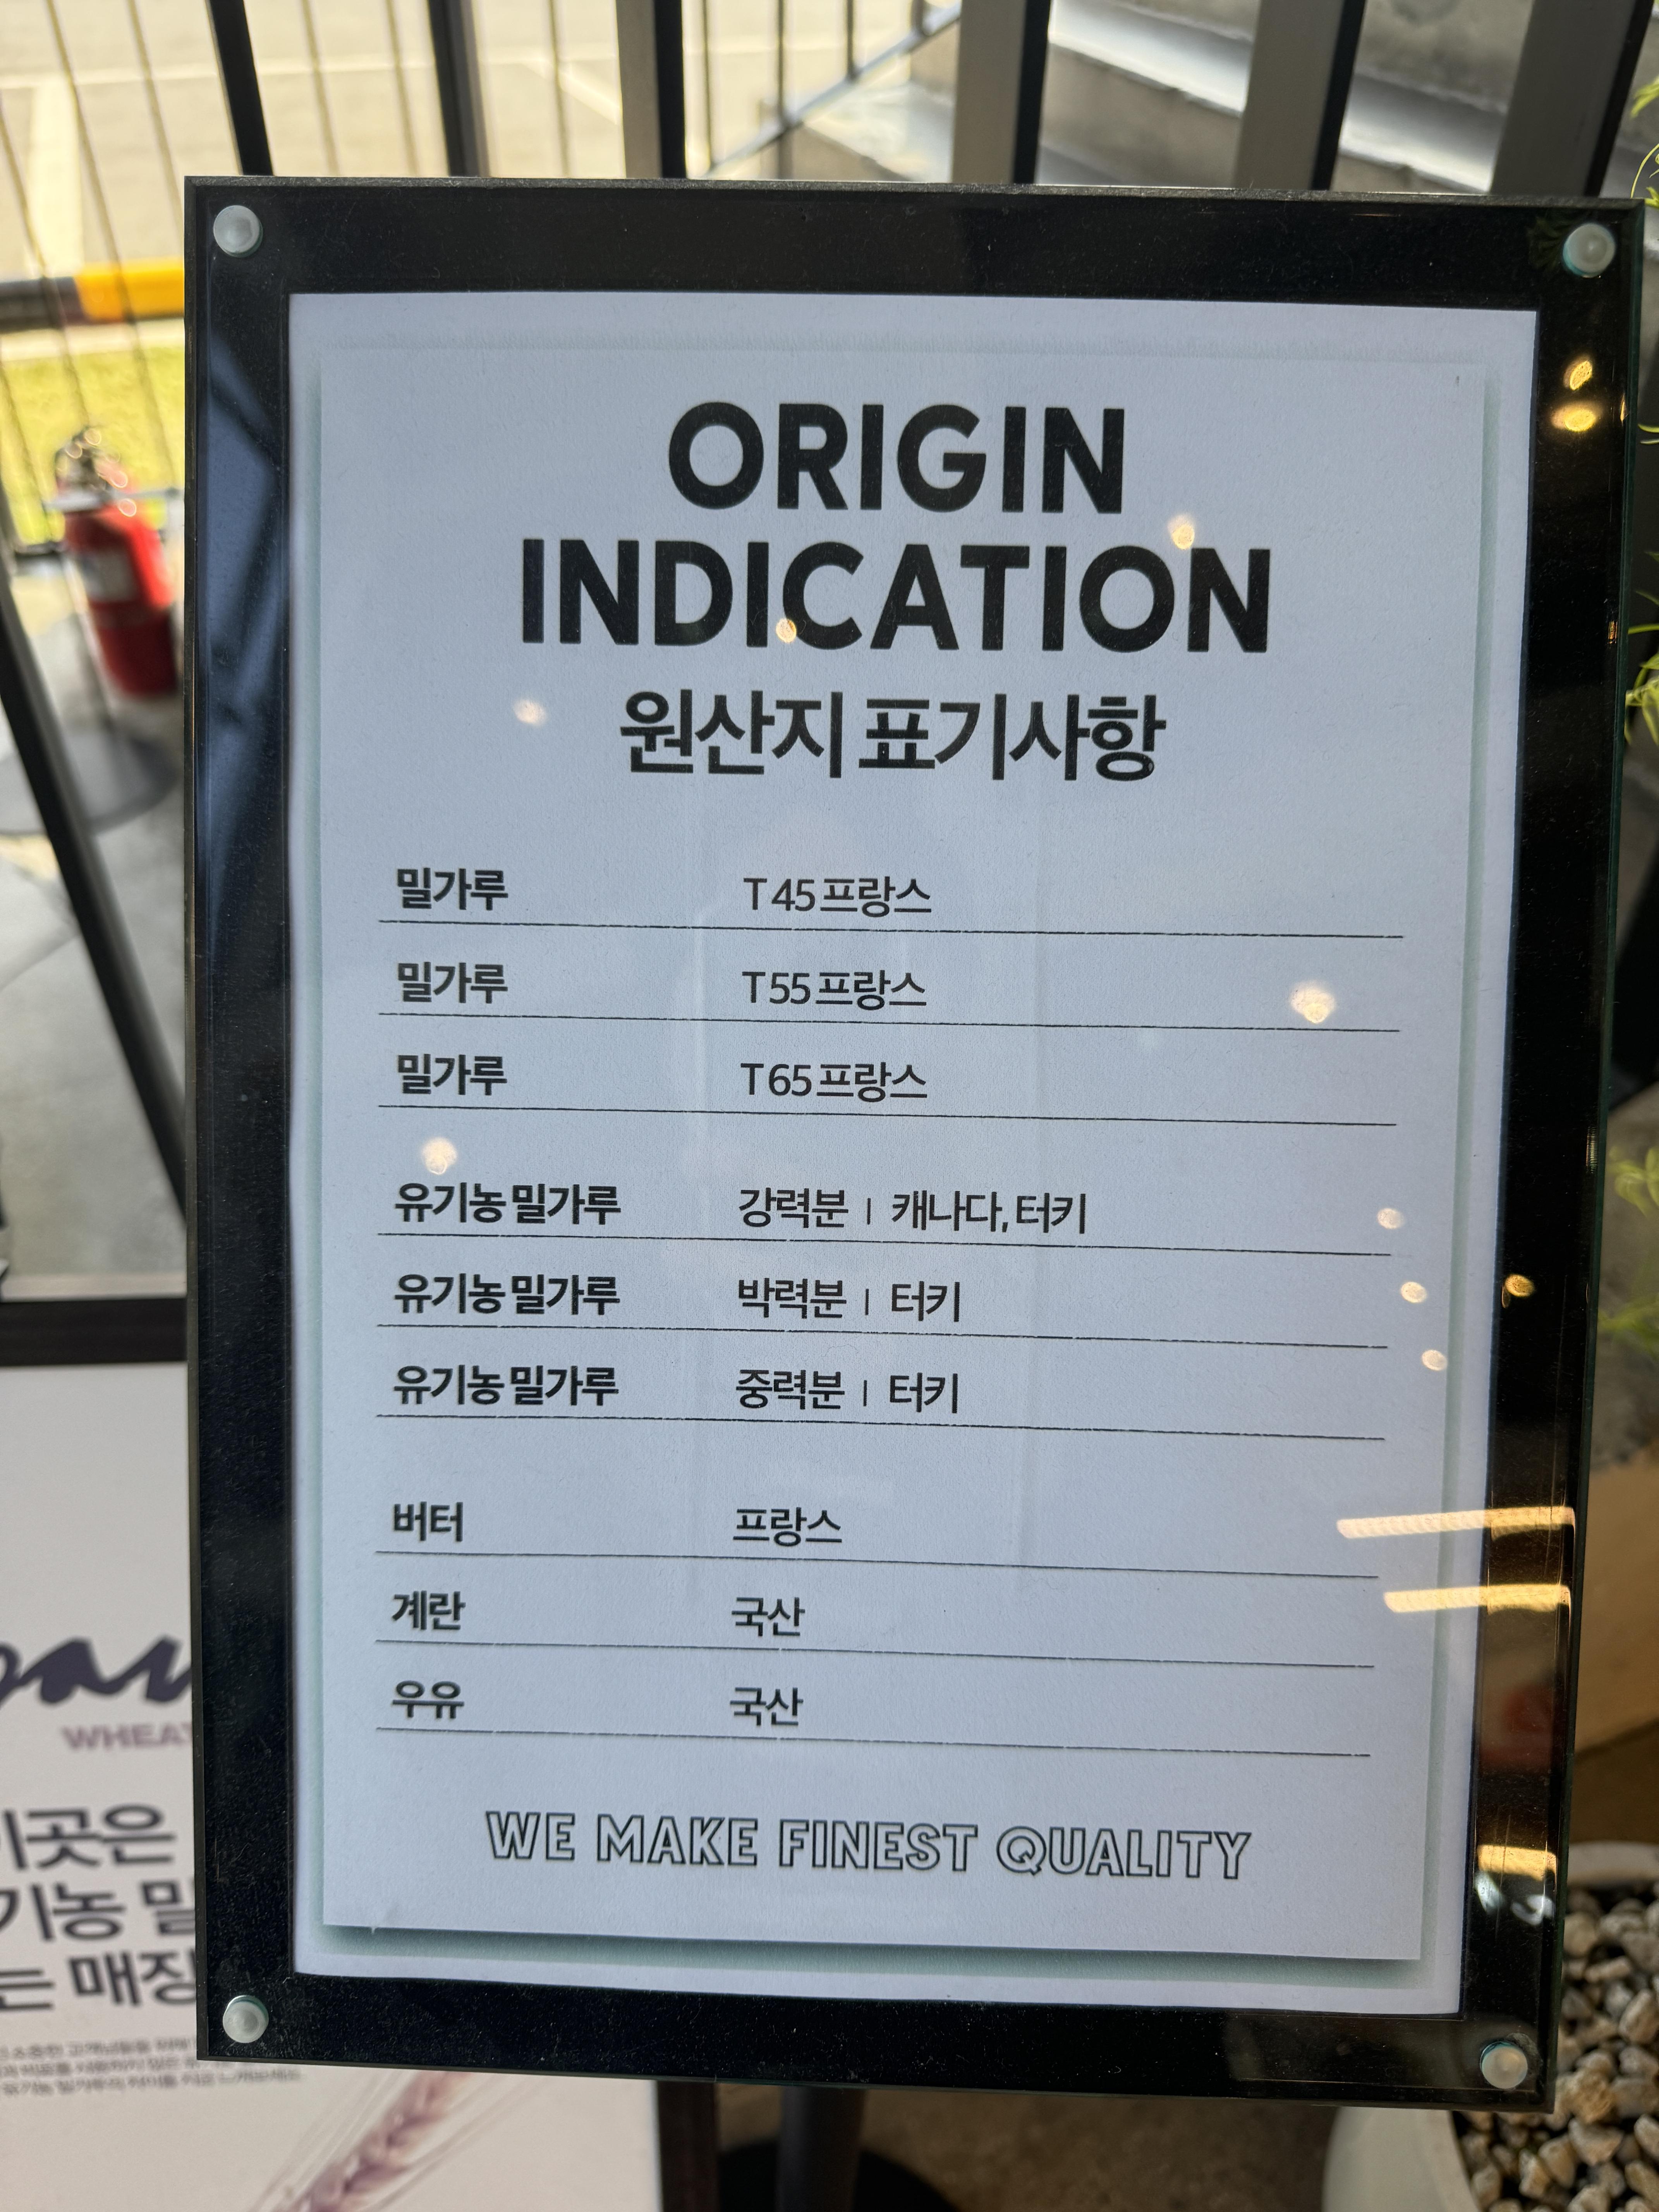 ORIGIN
INDICATION
원산지 표기사항
밀가루 T45 프랑스
밀가루 T55 프랑스
밀가루 T65 프랑스
유기농 밀가루 강력분 | 캐나다, 터키
유기농 밀가루 박력분 | 터키
유기농 밀가루 중력분 | 터키
버터 프랑스
계란 국산
우유 국산
WE MAKE FINEST QUALITY
WHEAT
이곳은
기농 밀
는 매장